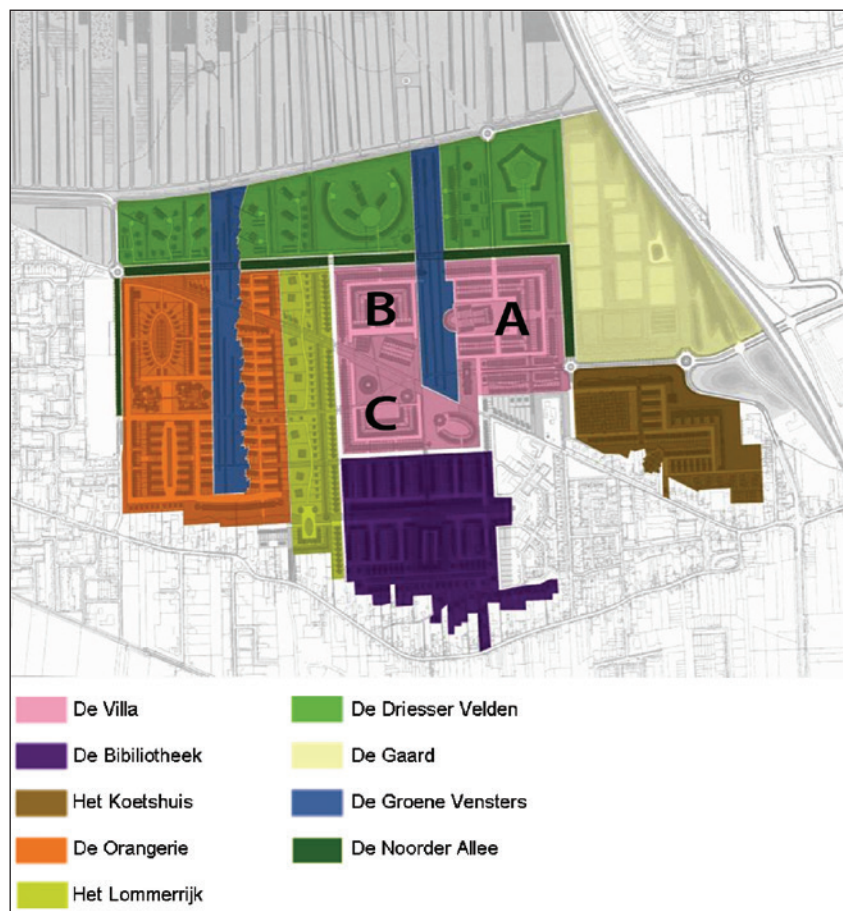 B
A
C
De Villa
De Bibiliotheek
Het Koetshuis
De Orangerie
Het Lommerrijk
De Driesser Velden
De Gaard
De Groene Vensters
De Noorder Allee